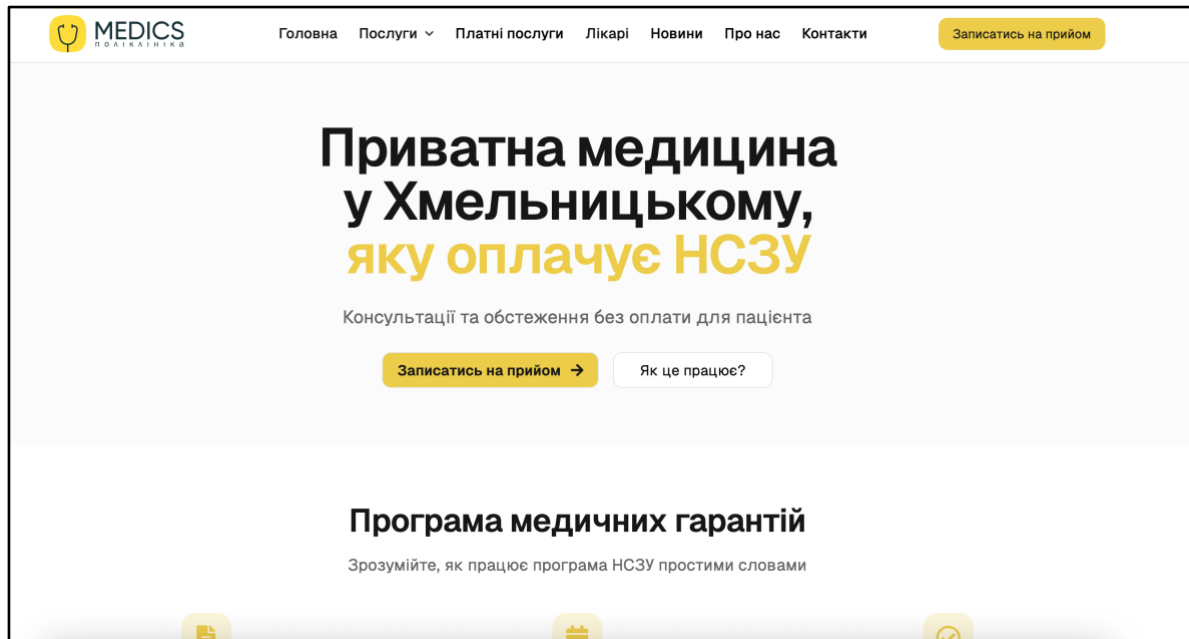 MEDICS
ПОЛІКЛІНІКА
Головна Послуги Платні послуги Лікарі Новини Про нас Контакти
Записатись на прийом
Приватна медицина
у Хмельницькому,
яку оплачує НСЗУ
Консультації та обстеження без оплати для пацієнта
Записатись на прийом →
Як це працює?
Програма медичних гарантій
Зрозумійте, як працює програма НСЗУ простими словами